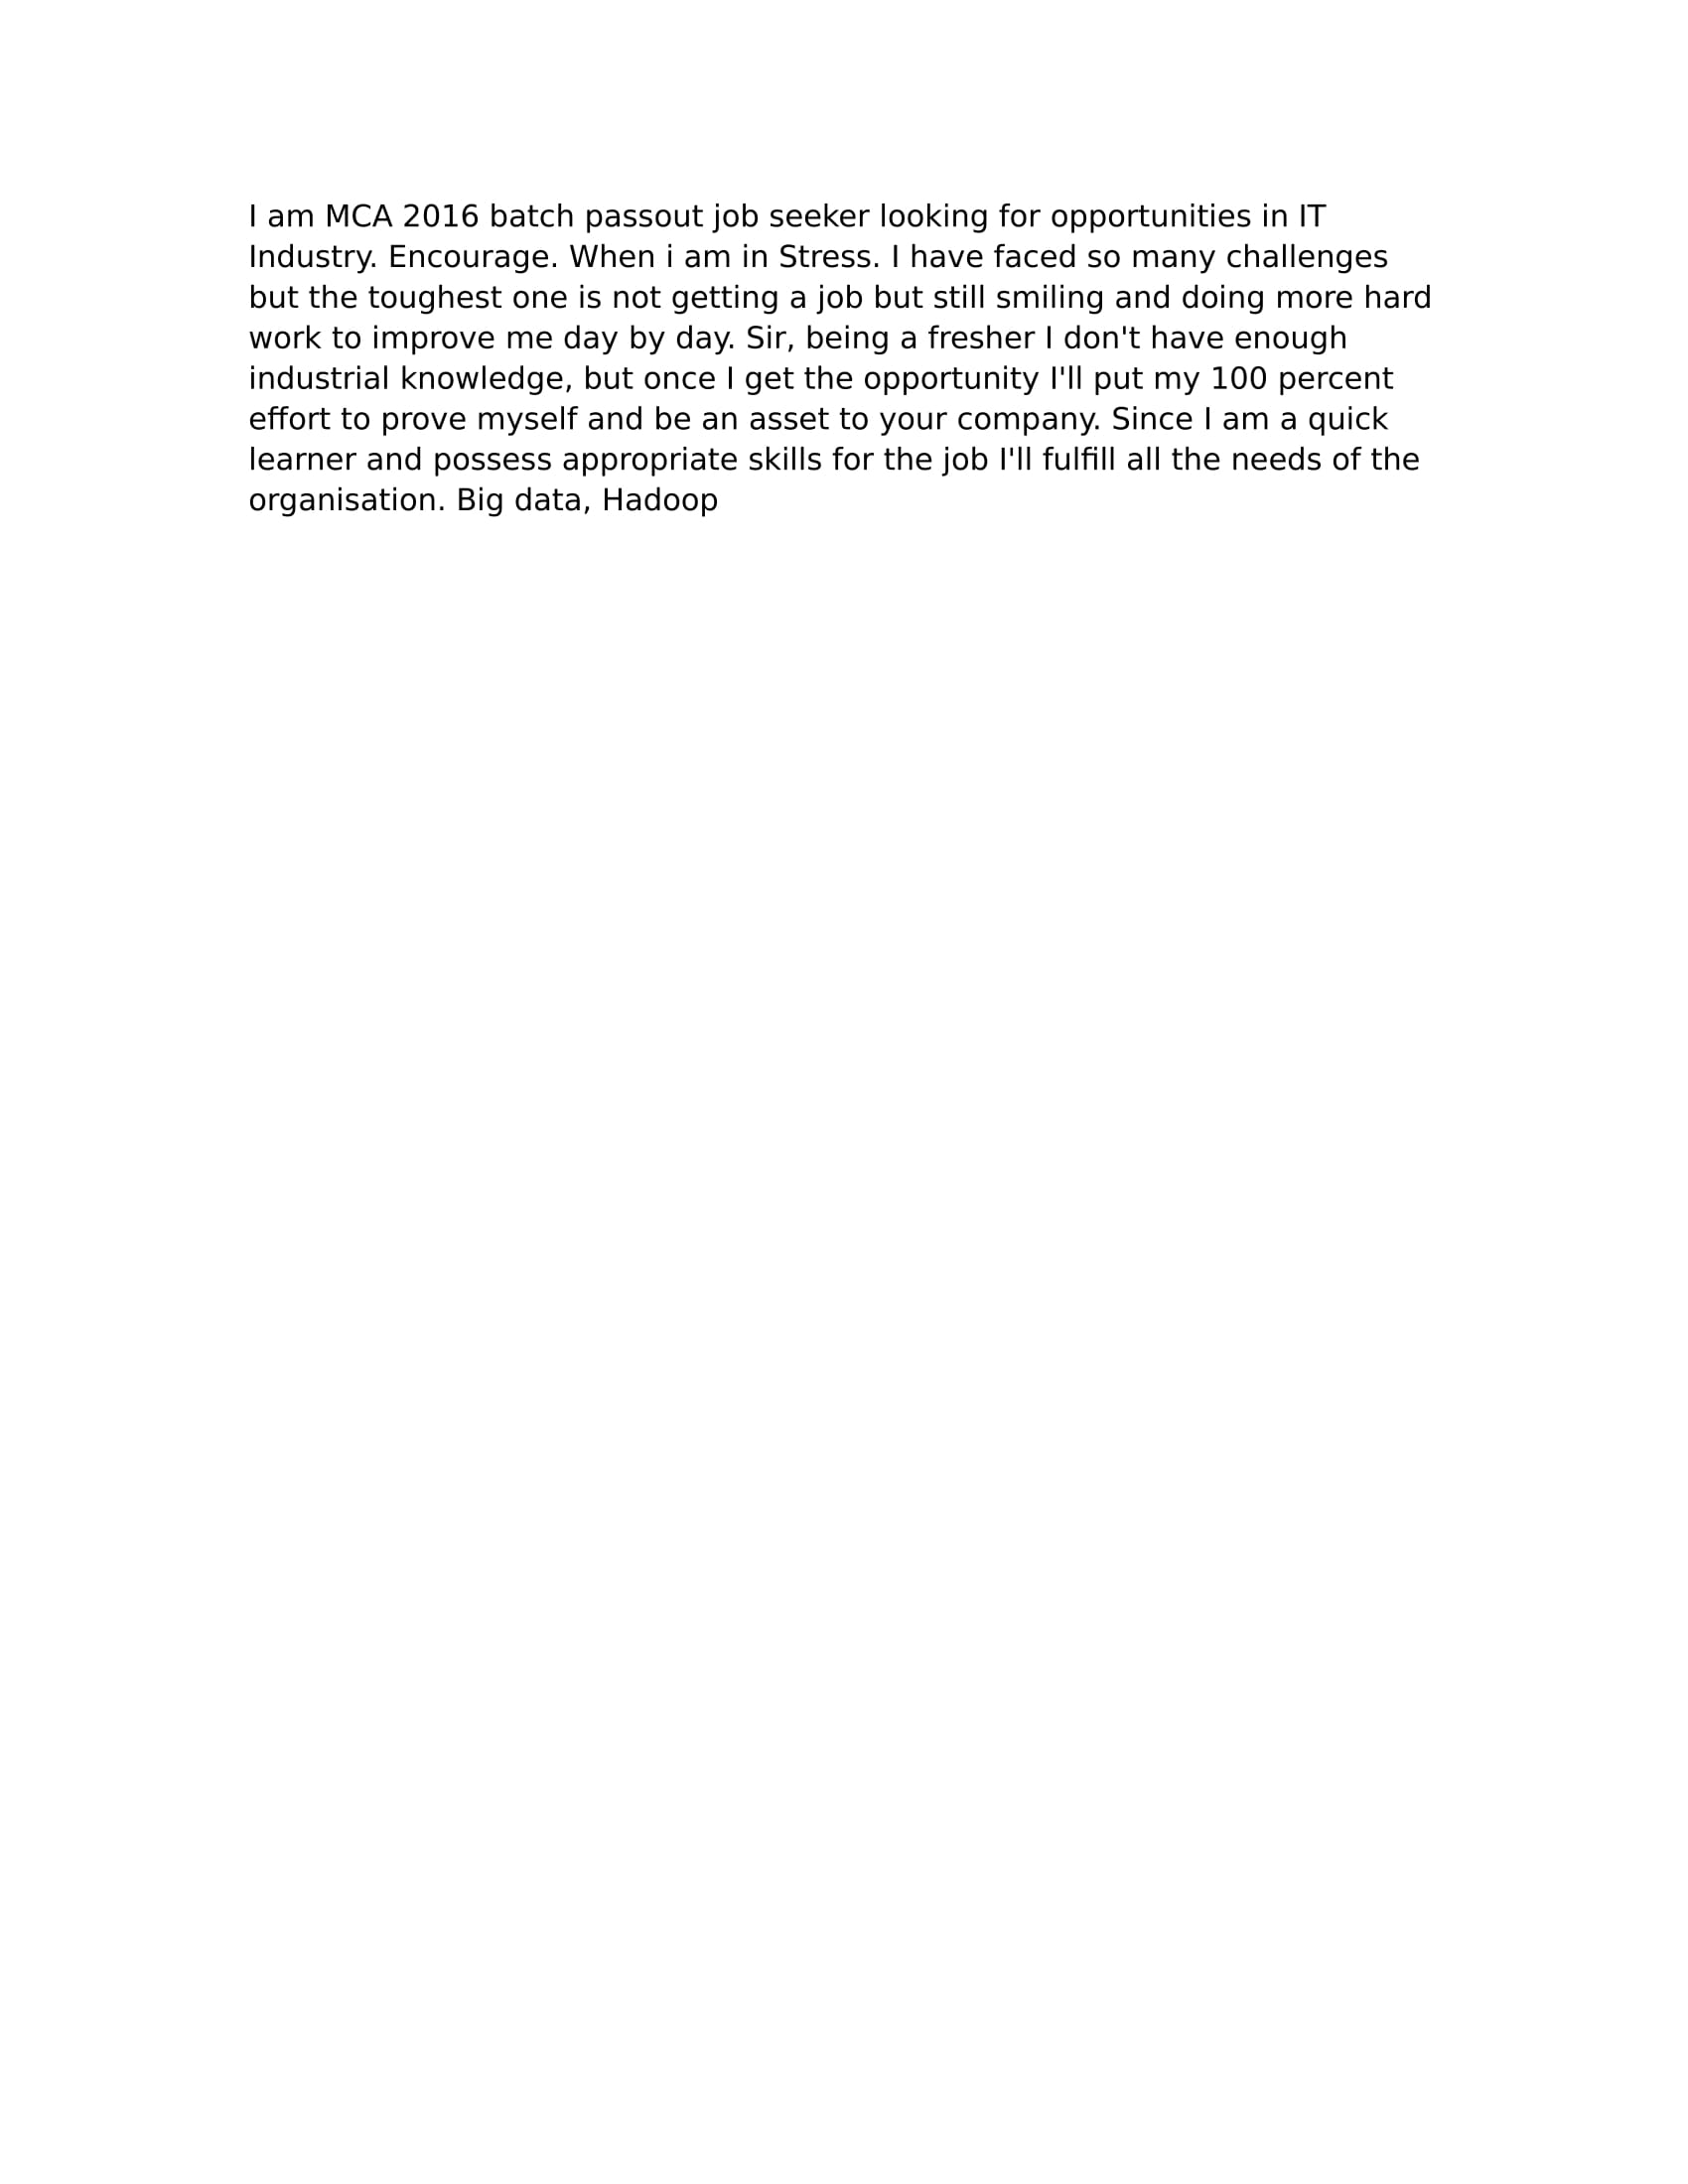 I am MCA 2016 batch passout job seeker looking for opportunities in IT
Industry. Encourage. When i am in Stress. I have faced so many challenges
but the toughest one is not getting a job but still smiling and doing more hard
work to improve me day by day. Sir, being a fresher I don't have enough
industrial knowledge, but once I get the opportunity I'll put my 100 percent
effort to prove myself and be an asset to your company. Since I am a quick
learner and possess appropriate skills for the job I'll fulfill all the needs of the
organisation. Big data, Hadoop